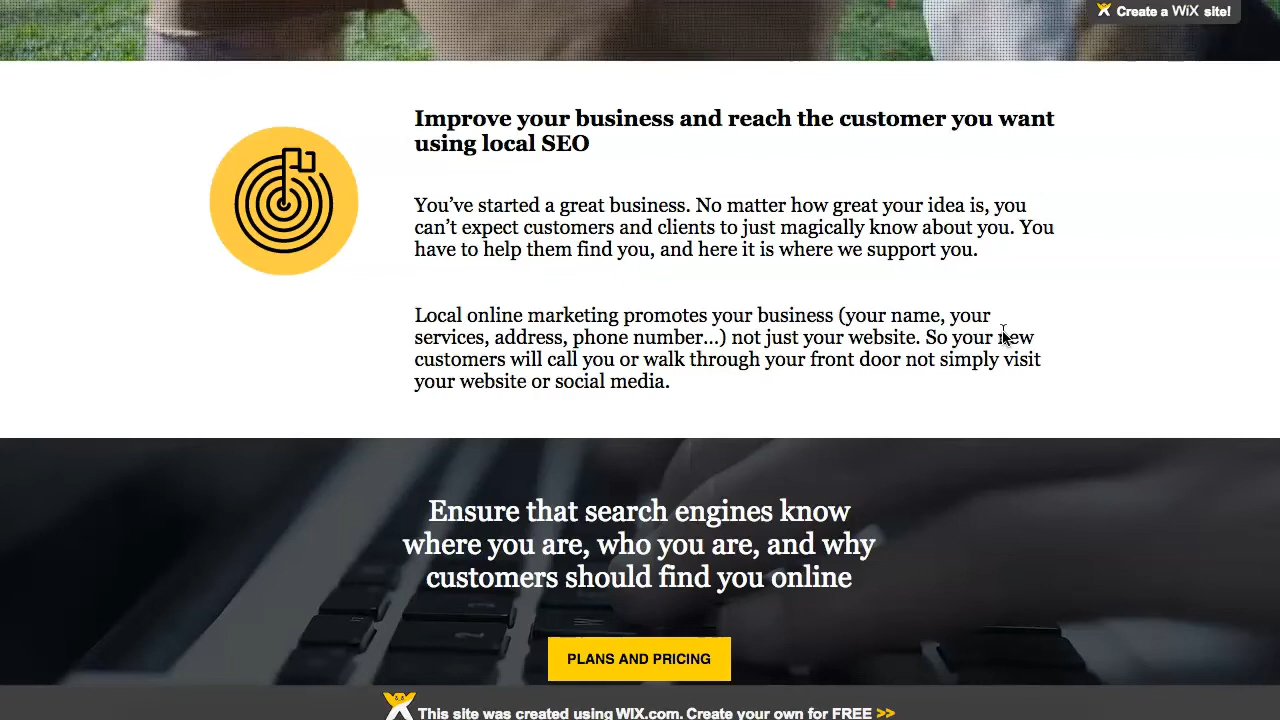 Create a WiX site!
Improve your business and reach the customer you want
using local SEO
You’ve started a great business. No matter how great your idea is, you
can’t expect customers and clients to just magically know about you. You
have to help them find you, and here it is where we support you.
Local online marketing promotes your business (your name, your
services, address, phone number...) not just your website. So your new
customers will call you or walk through your front door not simply visit
your website or social media.
Ensure that search engines know
where you are, who you are, and why
customers should find you online
PLANS AND PRICING
This site was created using WIX.com. Create your own for FREE >>